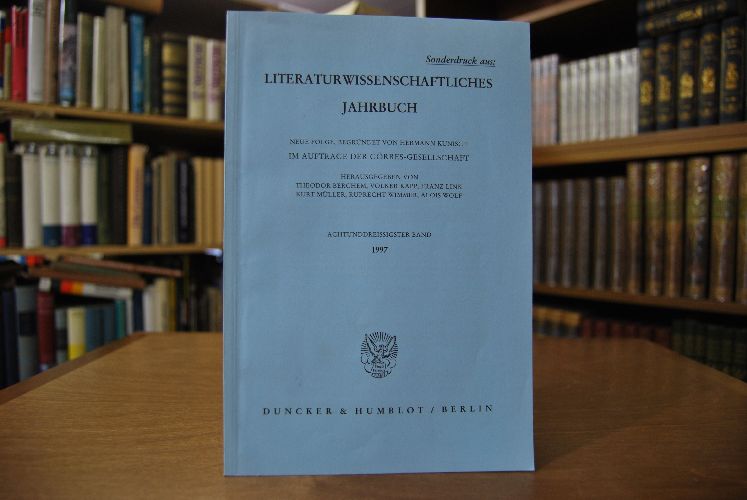 Sonderdruck aus:
LITERATURWISSENSCHAFTLICHES
JAHRBUCH
NEUE FOLGE, BEGRÜNDET VON HERMANN KUNISCH
IM AUFTRAGE DER GÖRRES-GESELLSCHAFT
HERAUSGEGEBEN VON
THEODOR BERCHEM, VOLKER KAPP, FRANZ LINK
KURT MÜLLER, RUPRECHT WIMMER, ALOIS WOLF
ACHTUNDDREISSIGSTER BAND
1997
DUNCKER & HUMBLOT / BERLIN